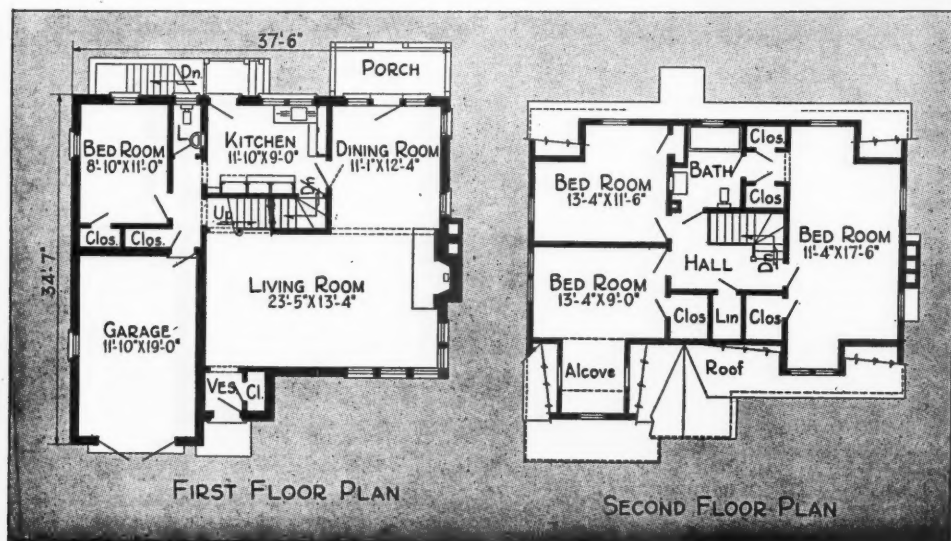 37'-6"
PORCH
Dn.
L
BED ROOM
8'-10"X11'-0"
KITCHEN
11'-10"X9'-0"
DINING ROOM
11'-1"X12'-4"
Dn
Up
Clos.
Clos.
34'-7"
LIVING ROOM
23'-5"X13'-4"
GARAGE
11'-10"X19'-0"
VES.
Cl.
FIRST FLOOR PLAN
Clos.
BED ROOM
13'-4"X11'-6"
BATH
Clos.
BED ROOM
11'-4"X17'-6"
Dn
HALL
BED ROOM
13'-4"X9'-0"
Clos
Lin
Clos.
Alcove
Roof
SECOND FLOOR PLAN